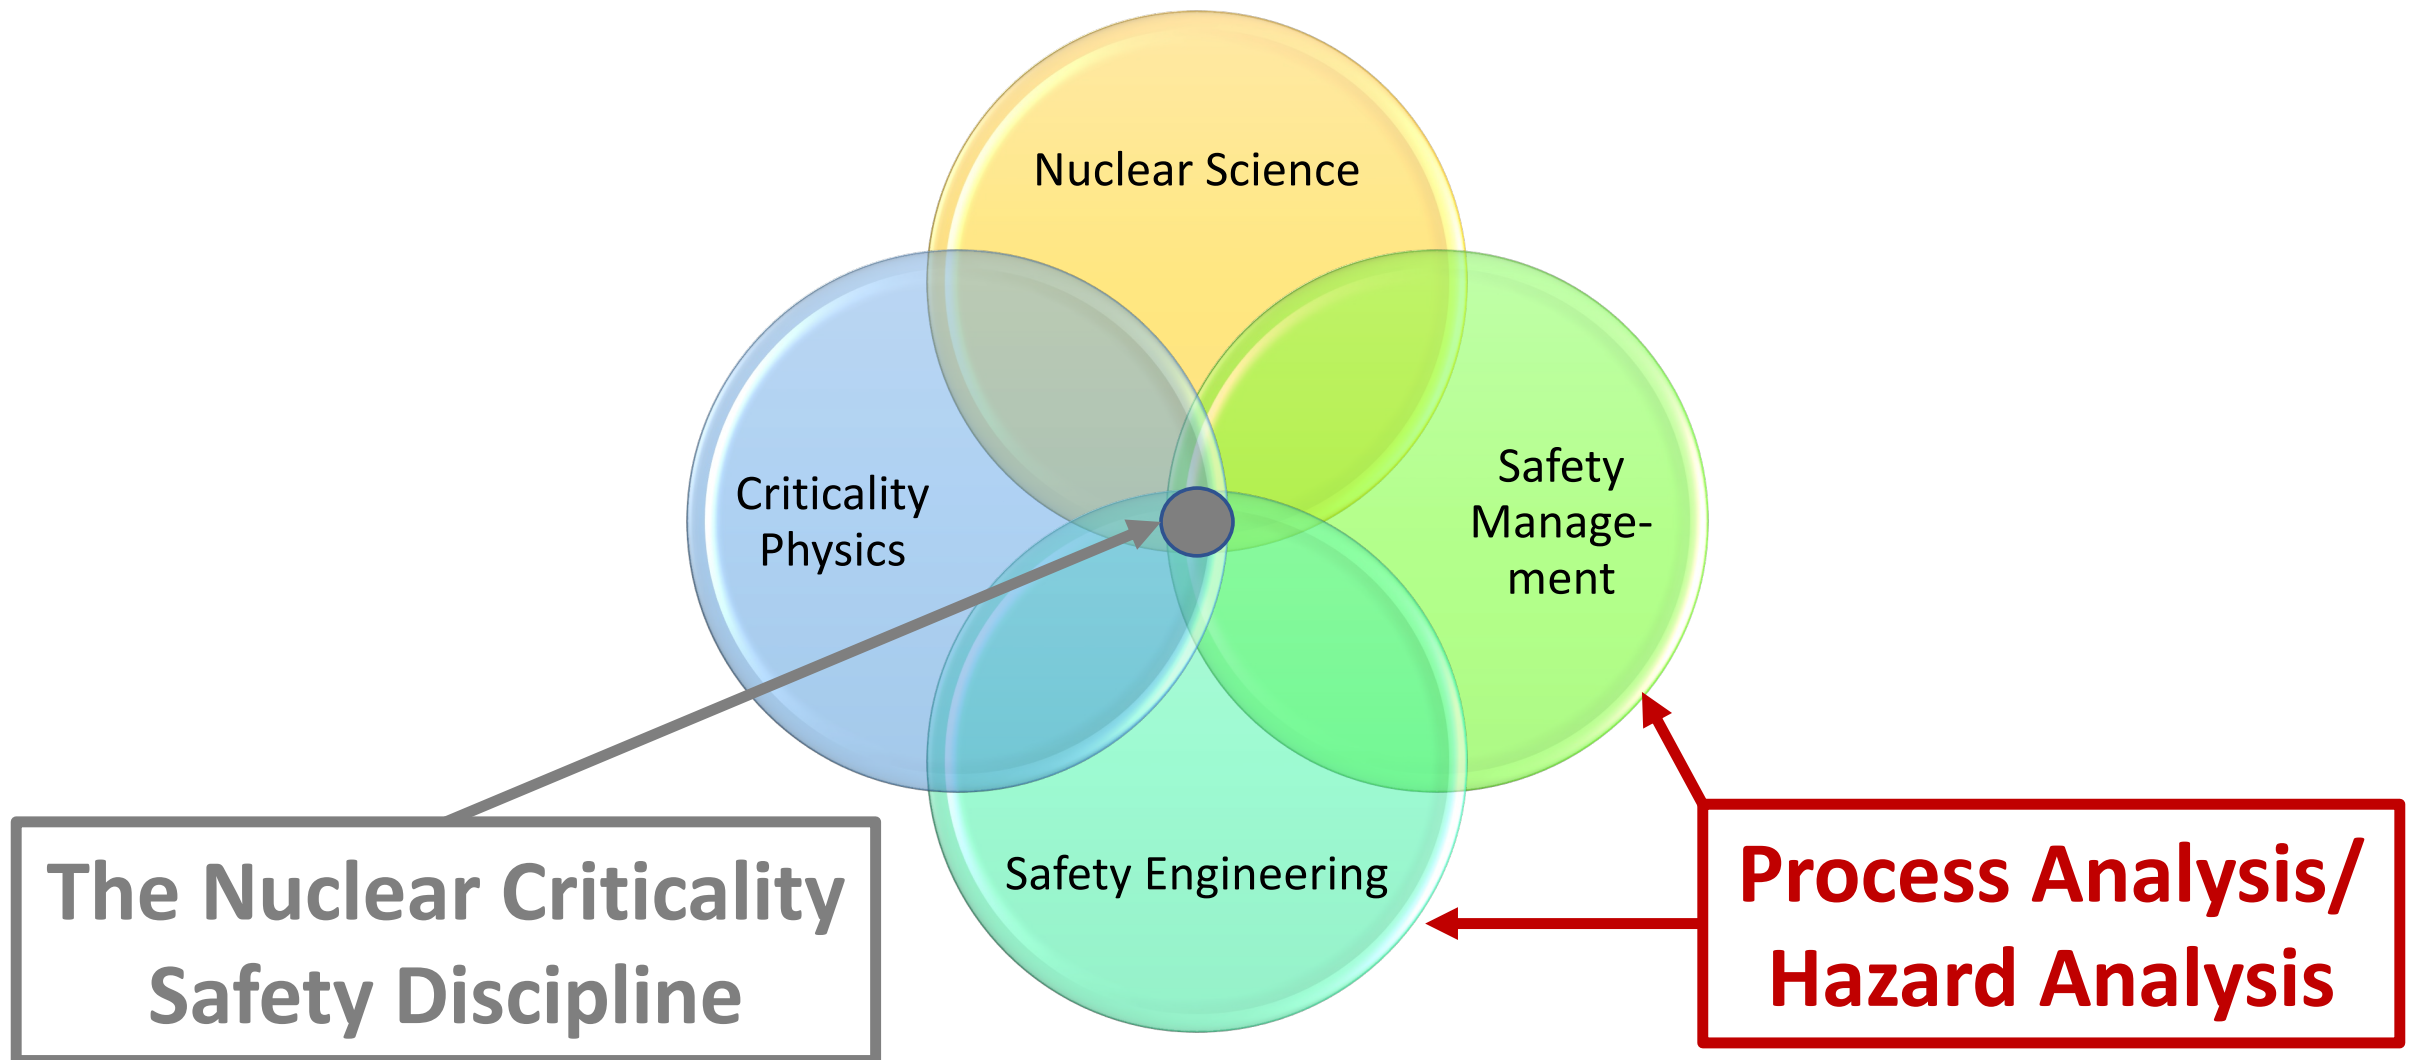 Nuclear Science
Criticality
Physics
Safety
Manage-
ment
Safety Engineering
The Nuclear Criticality
Safety Discipline
Process Analysis/
Hazard Analysis